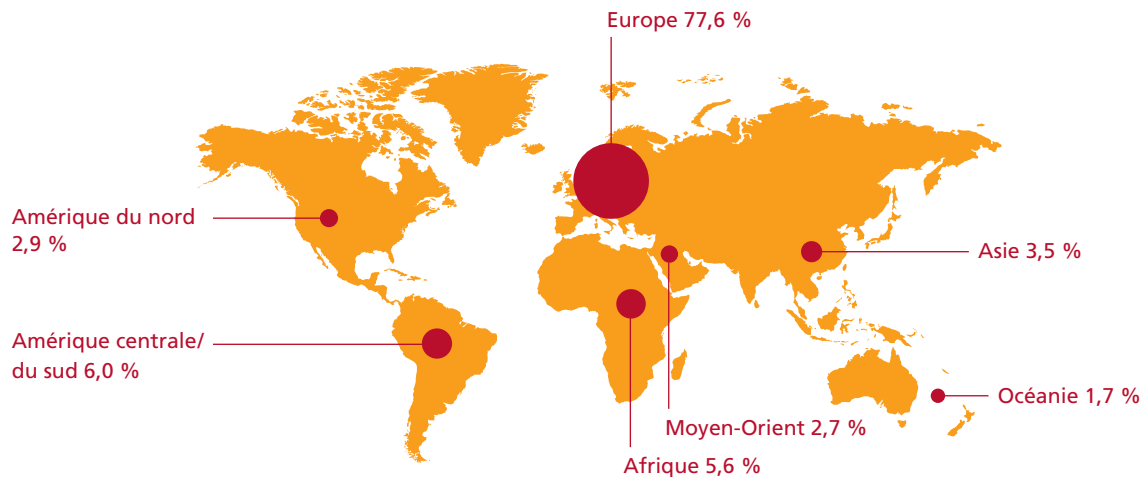 Europe 77,6 %
Amérique du nord
2,9 %
Asie 3,5 %
Amérique centrale/
du sud 6,0 %
Océanie 1,7 %
Moyen-Orient 2,7 %
Afrique 5,6 %